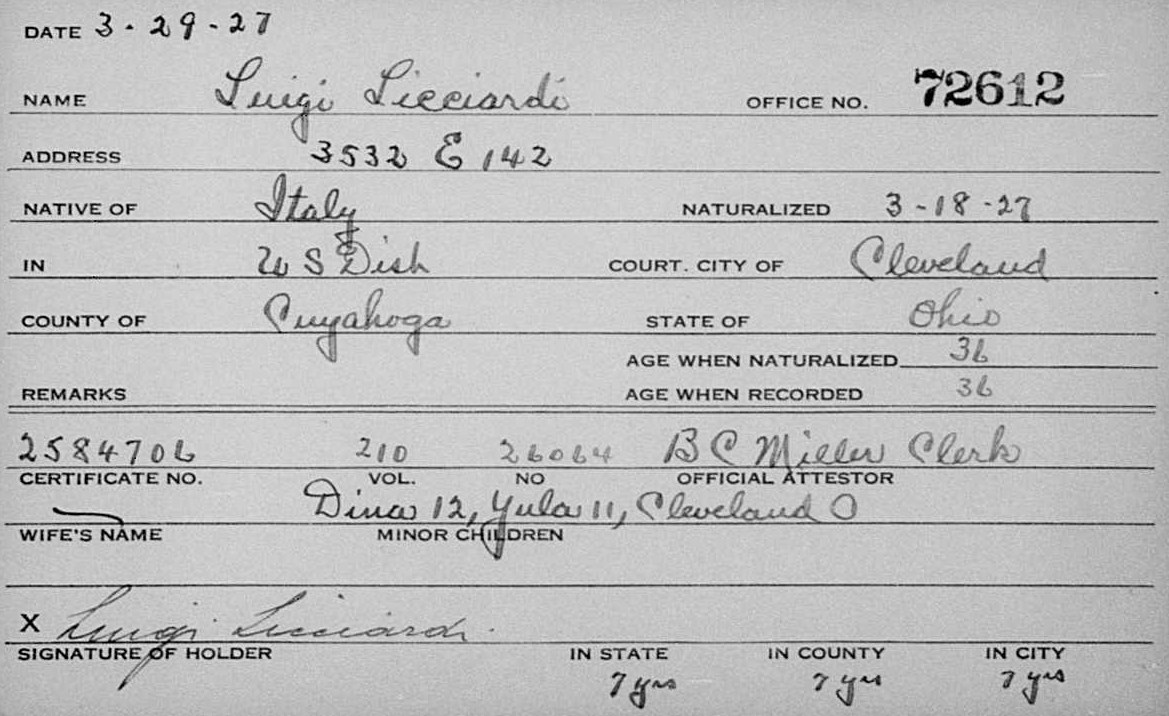 DATE 3-29-27
NAME Luigi Licciardi OFFICE NO. 72612
ADDRESS 3532 E 142
NATIVE OF Italy NATURALIZED 3-18-27
IN U S Dist COURT. CITY OF Cleveland
COUNTY OF Cuyahoga STATE OF Ohio
AGE WHEN NATURALIZED 36
REMARKS AGE WHEN RECORDED 36
2584706 210 26064 B C Miller Clerk
CERTIFICATE NO. VOL. NO OFFICIAL ATTESTOR
Dina 12, Yula 11, Cleveland O
WIFE'S NAME MINOR CHILDREN
X Luigi Licciardi
SIGNATURE OF HOLDER IN STATE IN COUNTY IN CITY
7 yrs 7 yrs 7 yrs